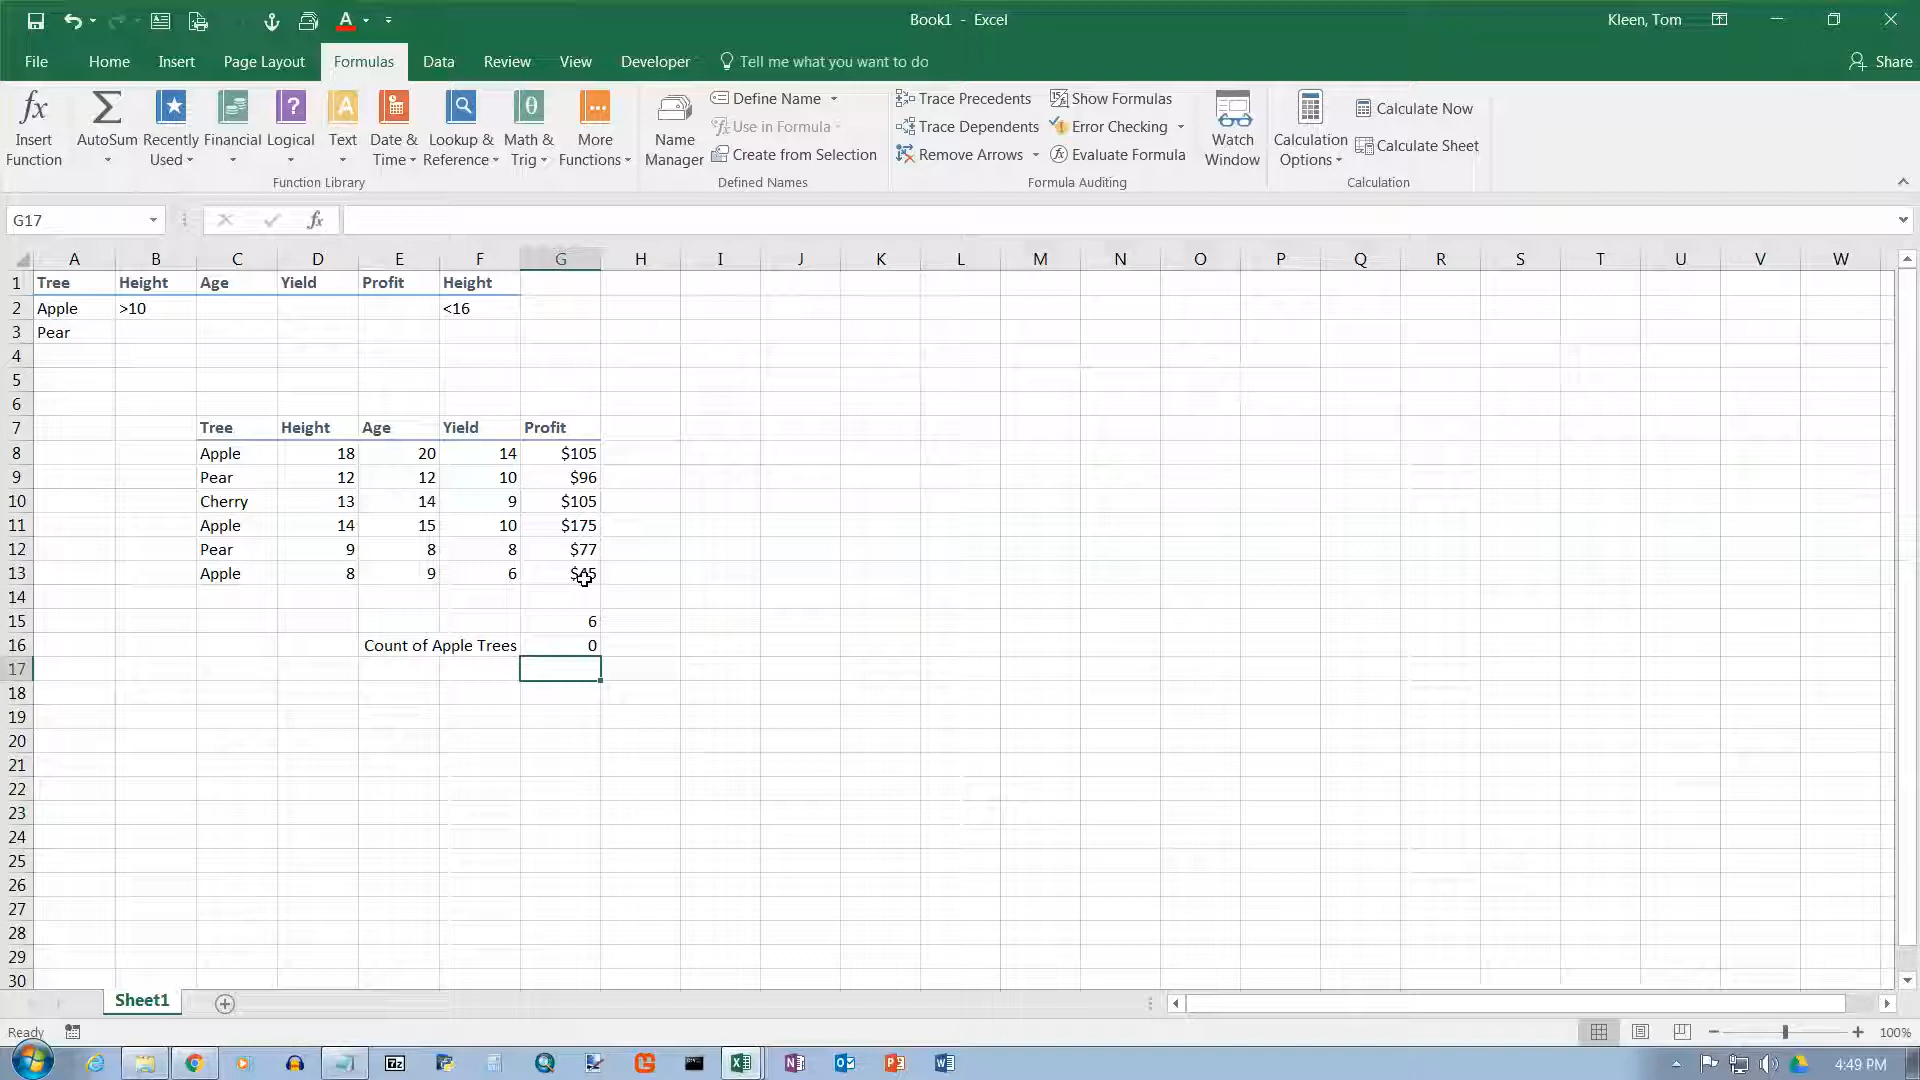 Book1 - Excel
Kleen, Tom
File Home Insert Page Layout Formulas Data Review View Developer Tell me what you want to do Share
Insert Function
AutoSum
Recently Used
Financial
Logical
Text
Date & Time
Lookup & Reference
Math & Trig
More Functions
Function Library
Name Manager
Define Name
Use in Formula
Create from Selection
Defined Names
Trace Precedents
Trace Dependents
Remove Arrows
Show Formulas
Error Checking
Evaluate Formula
Formula Auditing
Watch Window
Calculation Options
Calculate Now
Calculate Sheet
Calculation
G17 fx
A B C D E F G H I J K L M N O P Q R S T U V W
1 Tree Height Age Yield Profit Height
2 Apple >10 <16
3 Pear
4
5
6
7 Tree Height Age Yield Profit
8 Apple 18 20 14 $105
9 Pear 12 12 10 $96
10 Cherry 13 14 9 $105
11 Apple 14 15 10 $175
12 Pear 9 8 8 $77
13 Apple 8 9 6 $45
14
15 6
16 Count of Apple Trees 0
17
18
19
20
21
22
23
24
25
26
27
28
29
30
Sheet1
Ready 100%
4:49 PM